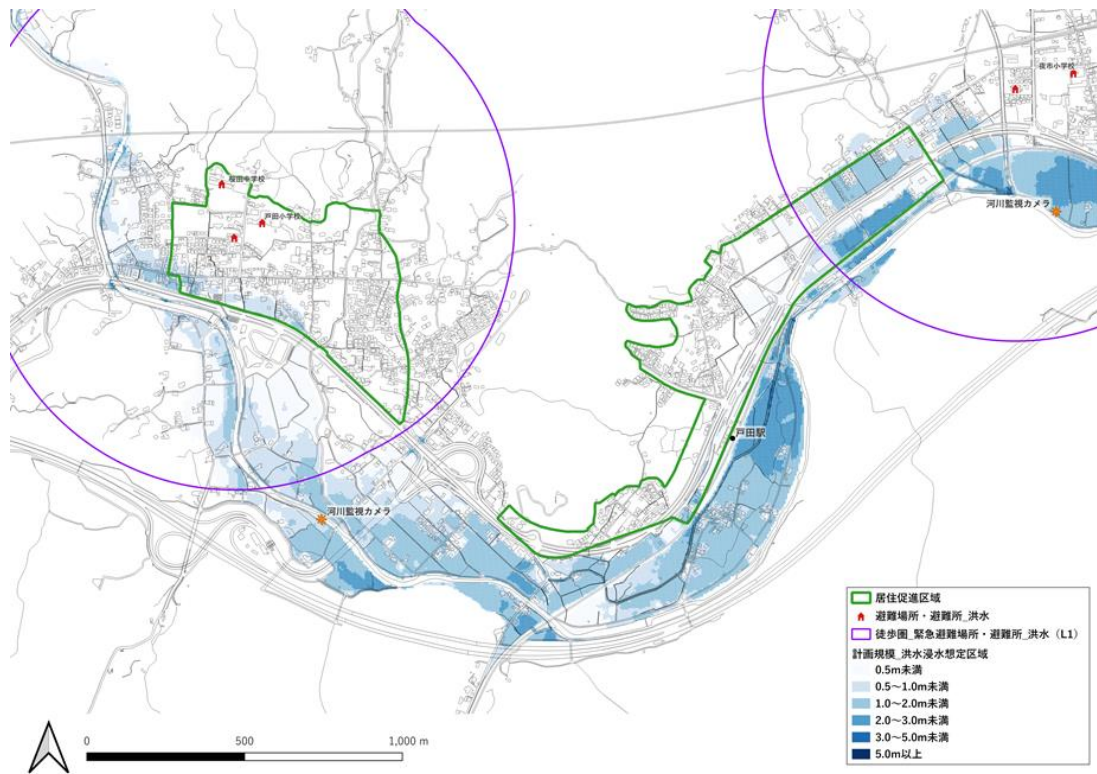 夜市小学校
桜田中学校
戸田小学校
河川監視カメラ
戸田駅
河川監視カメラ
居住促進区域
避難場所・避難所_洪水
徒歩圏_緊急避難場所・避難所_洪水（L1）
計画規模_洪水浸水想定区域
0.5m未満
0.5～1.0m未満
1.0～2.0m未満
2.0～3.0m未満
3.0～5.0m未満
5.0m以上
0 500 1,000 m